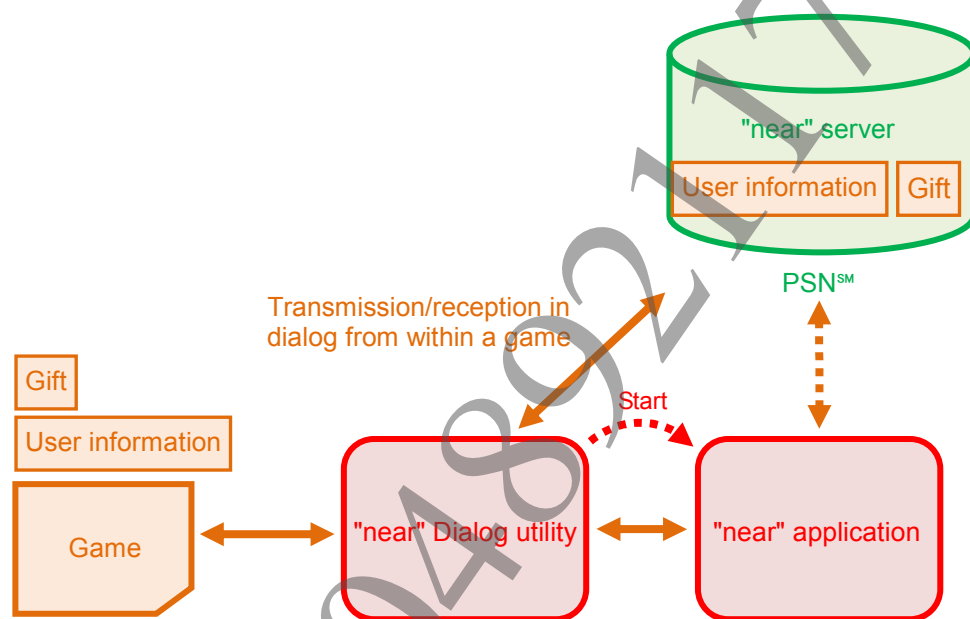 "near" server
User information
Gift
PSN℠
Transmission/reception in
dialog from within a game
Gift
Start
User information
"near" Dialog utility
"near" application
Game